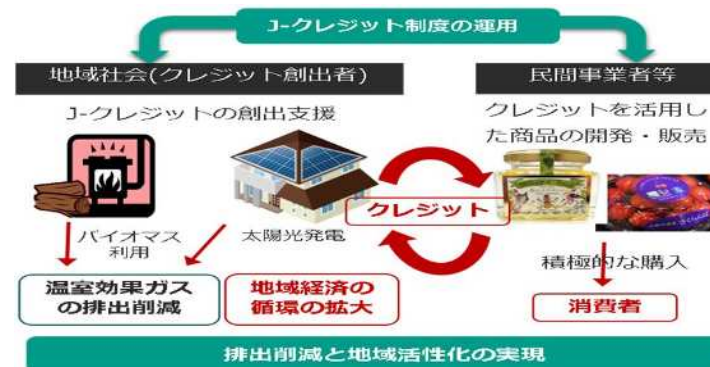 J-クレジット制度の運用
地域社会(クレジット創出者)
民間事業者等
J-クレジットの創出支援
クレジットを活用し
た商品の開発・販売
クレジット
バイオマス
利用
太陽光発電
積極的な購入
温室効果ガス
の排出削減
地域経済の
循環の拡大
消費者
排出削減と地域活性化の実現